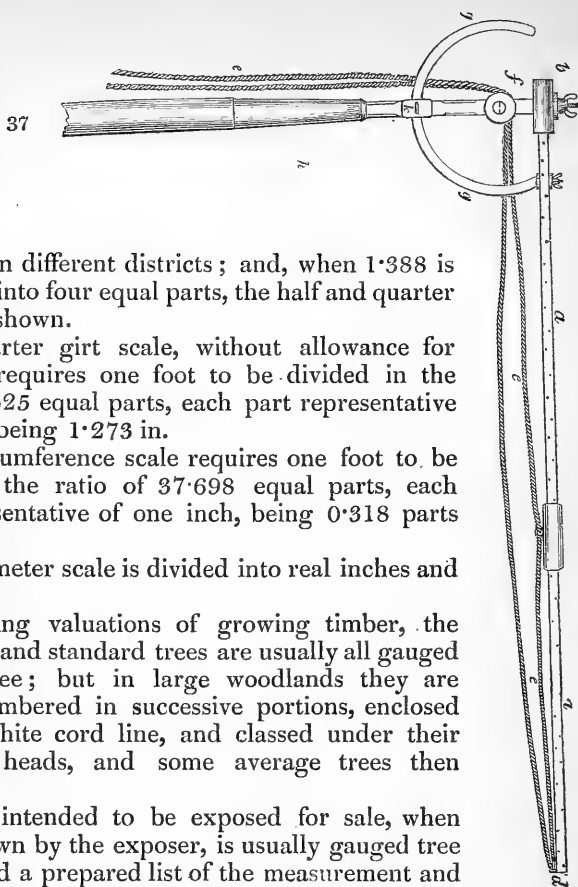 37
g
b
e
f
k
g
h
a
e
e
a
d
n different districts; and, when 1·388 is
into four equal parts, the half and quarter
shown.
rter girt scale, without allowance for
requires one foot to be divided in the
25 equal parts, each part representative
being 1·273 in.
umference scale requires one foot to be
the ratio of 37·698 equal parts, each
sentative of one inch, being 0·318 parts
meter scale is divided into real inches and
ng valuations of growing timber, the
and standard trees are usually all gauged
ee; but in large woodlands they are
mbered in successive portions, enclosed
hite cord line, and classed under their
heads, and some average trees then
intended to be exposed for sale, when
wn by the exposer, is usually gauged tree
d a prepared list of the measurement and